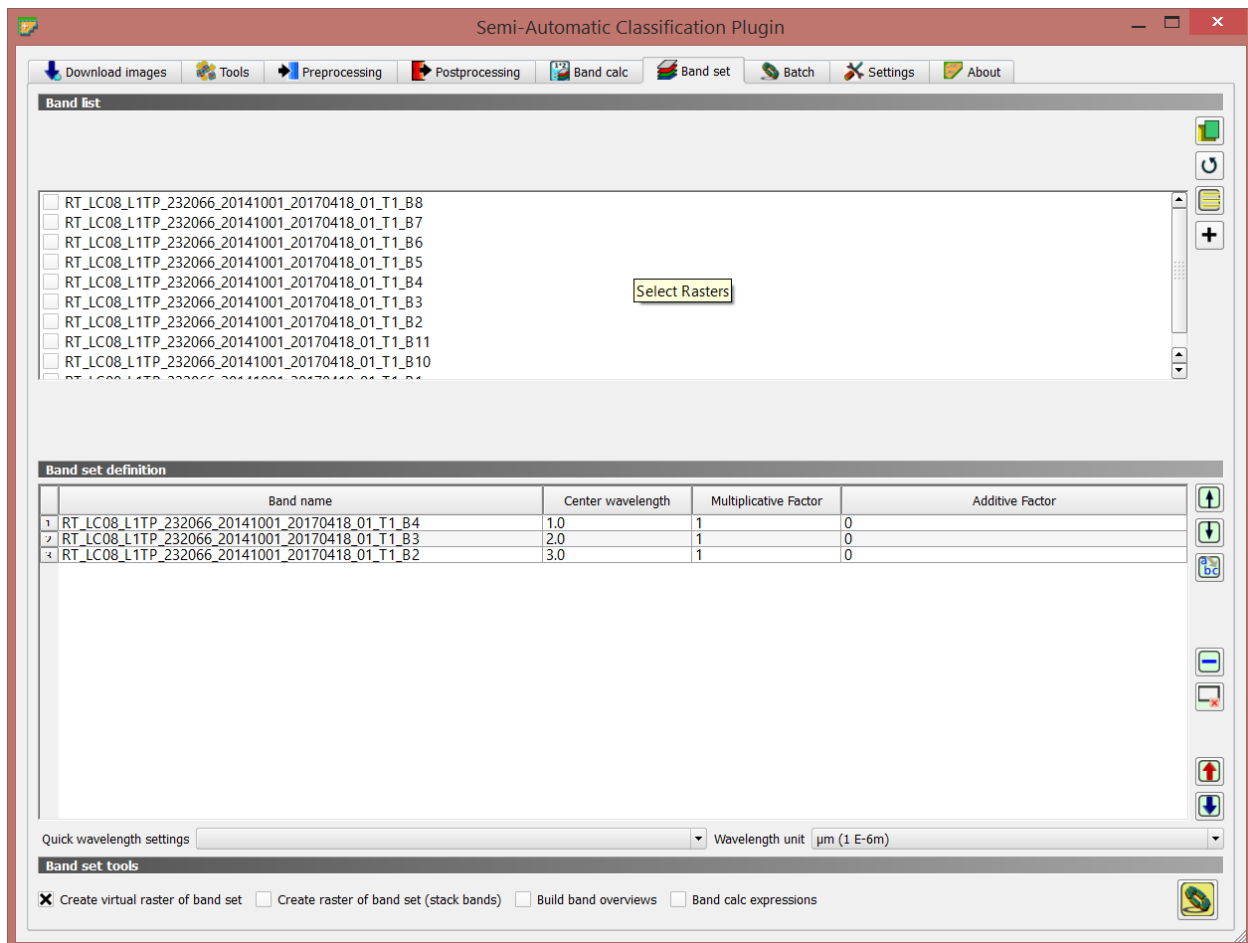 Semi-Automatic Classification Plugin
Download images Tools Preprocessing Postprocessing Band calc Band set Batch Settings About
Band list
RT_LC08_L1TP_232066_20141001_20170418_01_T1_B8
RT_LC08_L1TP_232066_20141001_20170418_01_T1_B7
RT_LC08_L1TP_232066_20141001_20170418_01_T1_B6
RT_LC08_L1TP_232066_20141001_20170418_01_T1_B5
RT_LC08_L1TP_232066_20141001_20170418_01_T1_B4
Select Rasters
RT_LC08_L1TP_232066_20141001_20170418_01_T1_B3
RT_LC08_L1TP_232066_20141001_20170418_01_T1_B2
RT_LC08_L1TP_232066_20141001_20170418_01_T1_B11
RT_LC08_L1TP_232066_20141001_20170418_01_T1_B10
Band set definition
Band name Center wavelength Multiplicative Factor Additive Factor
1 RT_LC08_L1TP_232066_20141001_20170418_01_T1_B4 1.0 1 0
2 RT_LC08_L1TP_232066_20141001_20170418_01_T1_B3 2.0 1 0
3 RT_LC08_L1TP_232066_20141001_20170418_01_T1_B2 3.0 1 0
Quick wavelength settings Wavelength unit µm (1 E-6m)
Band set tools
Create virtual raster of band set Create raster of band set (stack bands) Build band overviews Band calc expressions